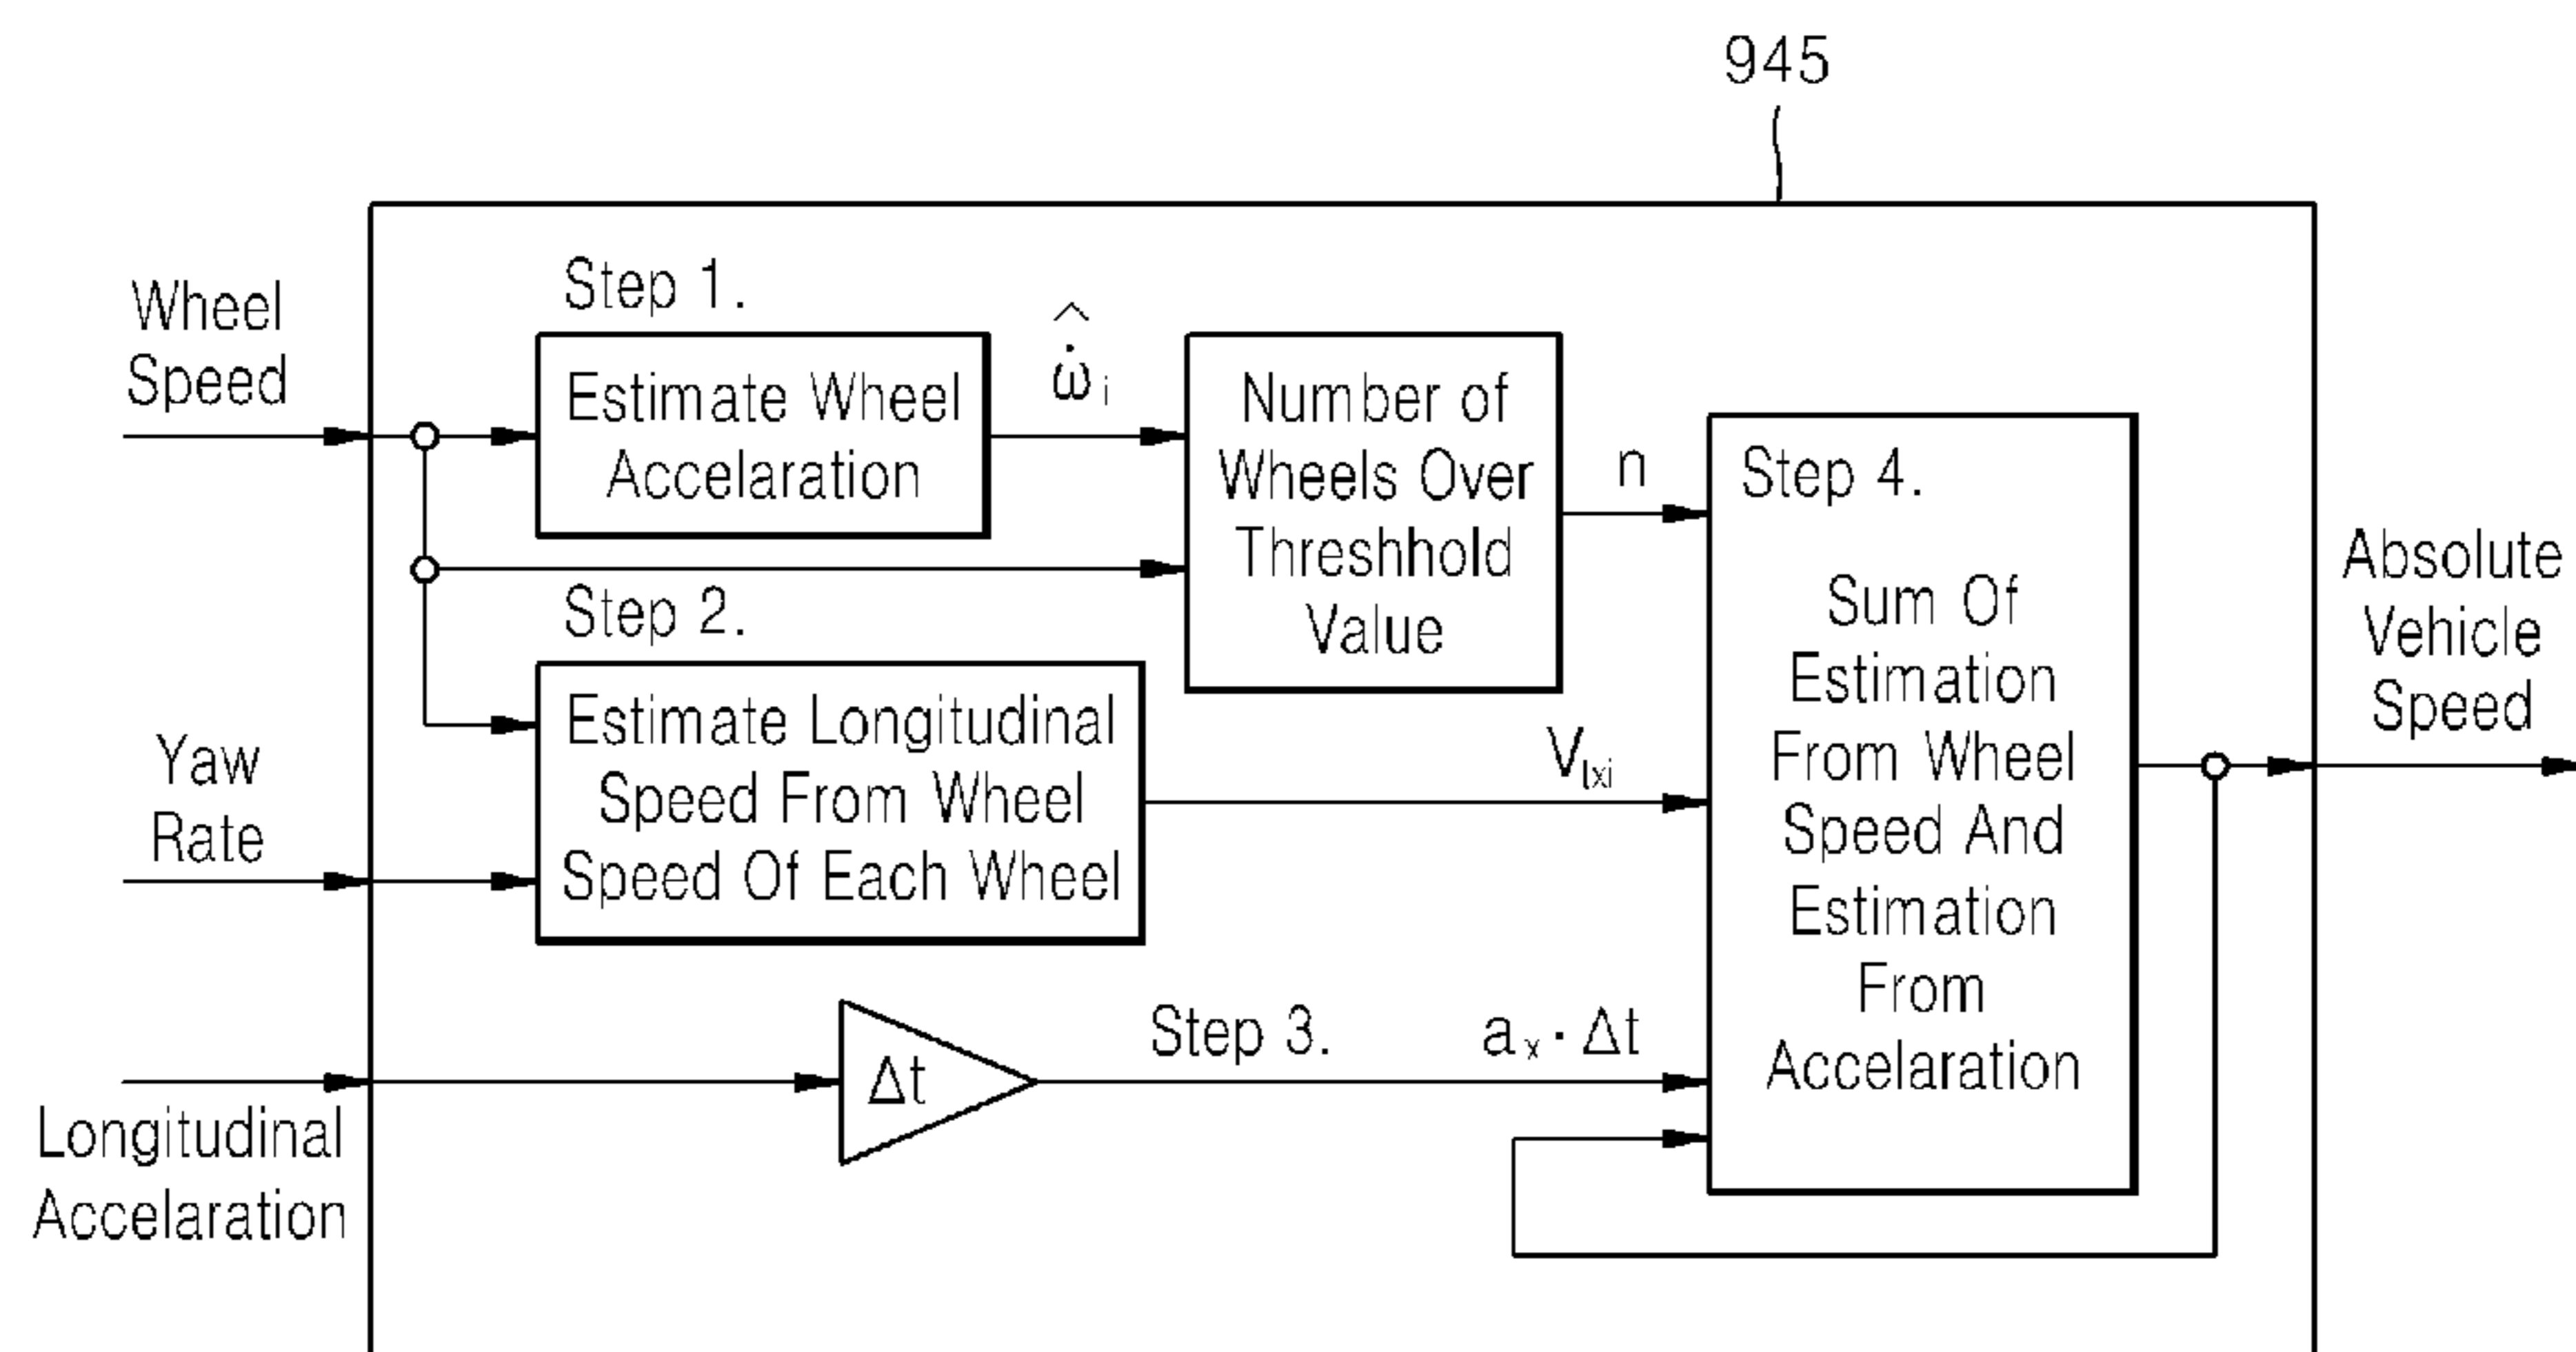 945
Wheel
Speed
Step 1.
Estimate Wheel
Accelaration
^
ω̇ i
Number of
Wheels Over
Threshhold
Value
n
Step 2.
Estimate Longitudinal
Speed From Wheel
Speed Of Each Wheel
Vlxi
Yaw
Rate
Longitudinal
Accelaration
Δt
Step 3.
ax · Δt
Step 4.
Sum Of
Estimation
From Wheel
Speed And
Estimation
From
Accelaration
Absolute
Vehicle
Speed